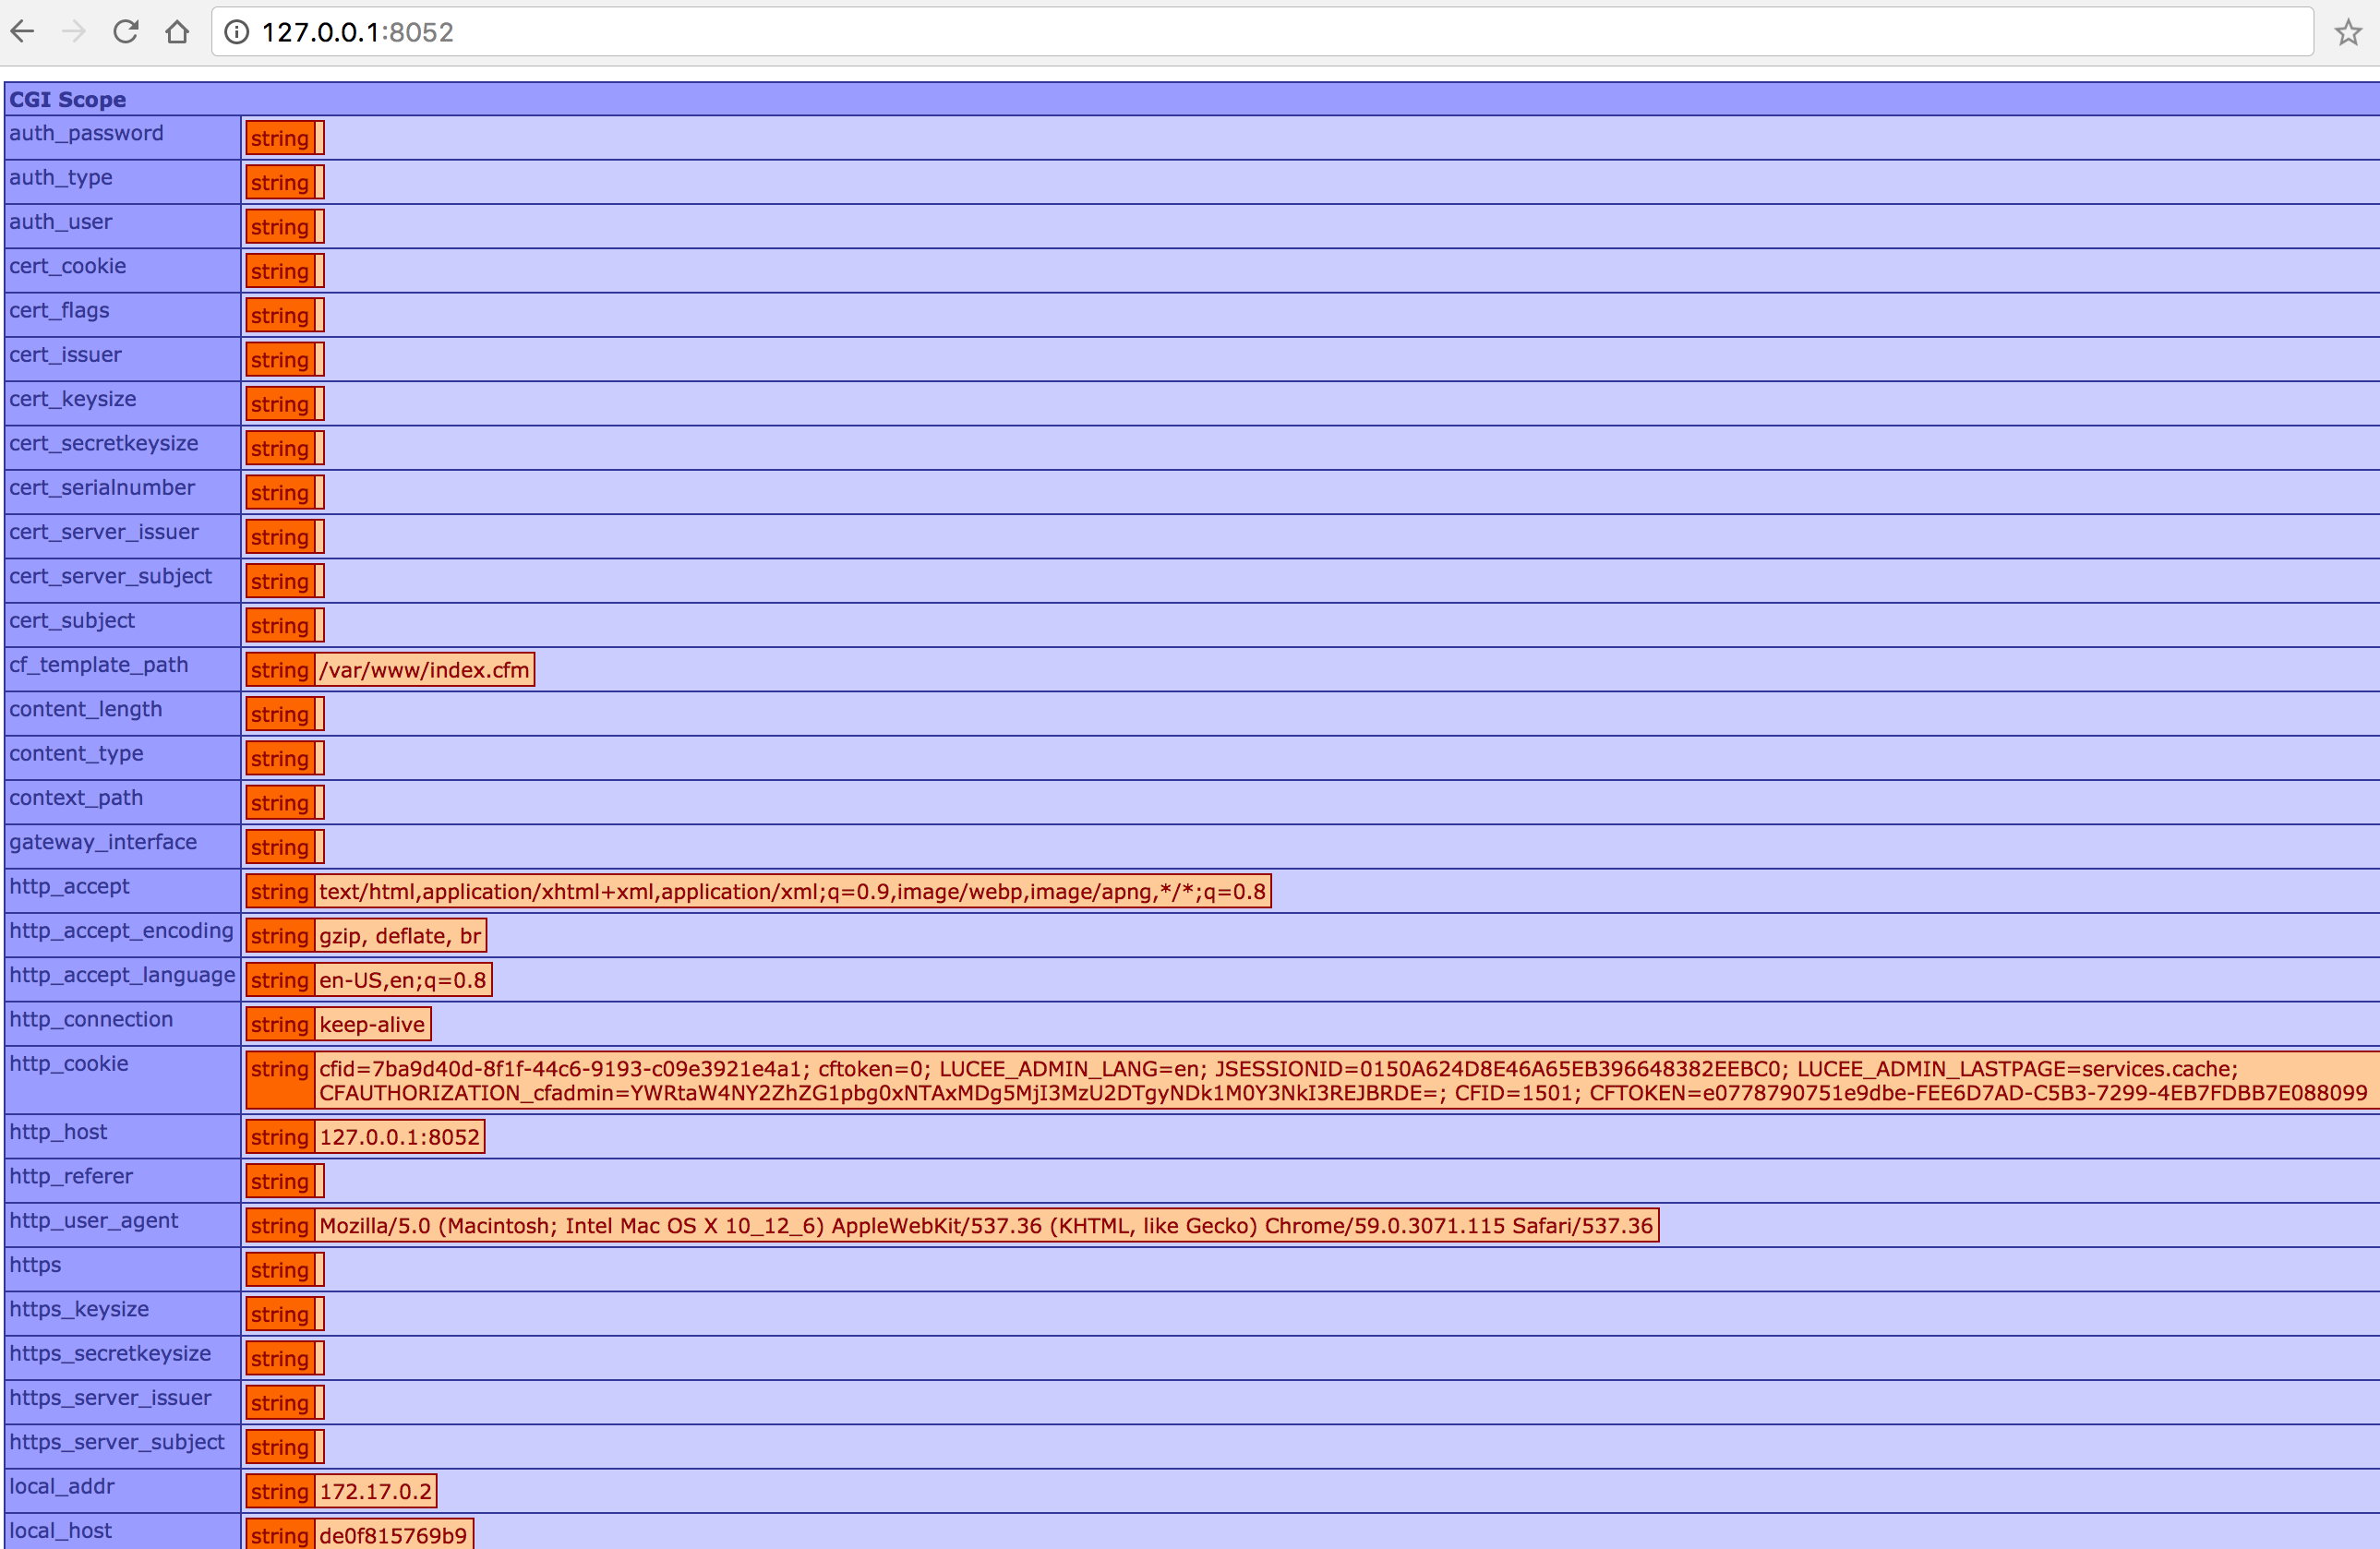 127.0.0.1:8052
CGI Scope
auth_password string
auth_type string
auth_user string
cert_cookie string
cert_flags string
cert_issuer string
cert_keysize string
cert_secretkeysize string
cert_serialnumber string
cert_server_issuer string
cert_server_subject string
cert_subject string
cf_template_path string /var/www/index.cfm
content_length string
content_type string
context_path string
gateway_interface string
http_accept string text/html,application/xhtml+xml,application/xml;q=0.9,image/webp,image/apng,*/*;q=0.8
http_accept_encoding string gzip, deflate, br
http_accept_language string en-US,en;q=0.8
http_connection string keep-alive
http_cookie string cfid=7ba9d40d-8f1f-44c6-9193-c09e3921e4a1; cftoken=0; LUCEE_ADMIN_LANG=en; JSESSIONID=0150A624D8E46A65EB396648382EEBC0; LUCEE_ADMIN_LASTPAGE=services.cache;
CFAUTHORIZATION_cfadmin=YWRtaW4NY2ZhZG1pbg0xNTAxMDg5MjI3MzU2DTgyNDk1M0Y3NkI3REJBRDE=; CFID=1501; CFTOKEN=e0778790751e9dbe-FEE6D7AD-C5B3-7299-4EB7FDBB7E088099
http_host string 127.0.0.1:8052
http_referer string
http_user_agent string Mozilla/5.0 (Macintosh; Intel Mac OS X 10_12_6) AppleWebKit/537.36 (KHTML, like Gecko) Chrome/59.0.3071.115 Safari/537.36
https string
https_keysize string
https_secretkeysize string
https_server_issuer string
https_server_subject string
local_addr string 172.17.0.2
local_host string de0f815769b9